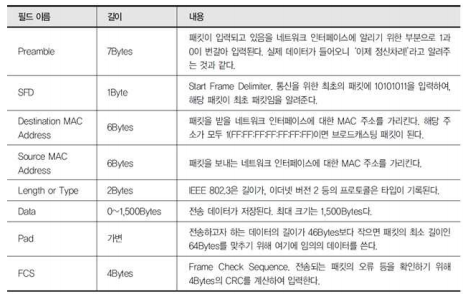 필드 이름 길이 내용
Preamble 7Bytes 패킷이 입력되고 있음을 네트워크 인터페이스에 알리기 위한 부분으로 1과
0이 번갈아 입력된다. 실제 데이터가 들어오니 '이제 정신차례!'라고 알려주
는 것과 같다.
SFD 1Byte Start Frame Delimiter. 통신을 위한 최초의 패킷에 10101011을 입력하여,
해당 패킷이 최초 패킷임을 알려준다.
Destination MAC
Address 6Bytes 패킷을 받을 네트워크 인터페이스에 대한 MAC 주소를 가리킨다. 해당 주
소가 모두 1(FF:FF:FF:FF:FF:FF)이면 브로드캐스팅 패킷이 된다.
Source MAC
Address 6Bytes 패킷을 보내는 네트워크 인터페이스에 대한 MAC 주소를 가리킨다.
Length or Type 2Bytes IEEE 802.3은 길이가, 이더넷 버전 2 등의 프로토콜은 타입이 기록된다.
Data 0~1,500Bytes 전송 데이터가 저장된다. 최대 크기는 1,500Bytes다.
Pad 가변 전송하고자 하는 데이터의 길이가 46Bytes보다 작으면 패킷의 최소 길이인
64Bytes를 맞추기 위해 여기에 임의의 데이터를 쓴다.
FCS 4Bytes Frame Check Sequence. 전송되는 패킷의 오류 등을 확인하기 위해
4Bytes의 CRC를 계산하여 입력한다.